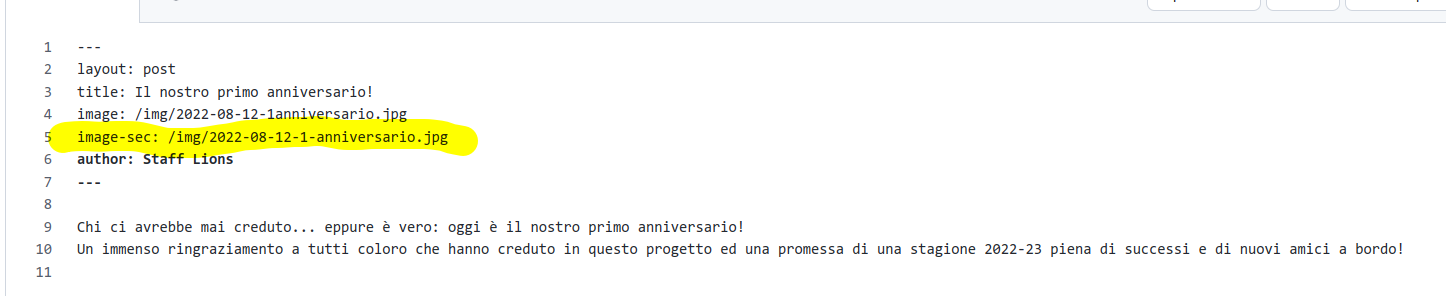 1 ---
2 layout: post
3 title: Il nostro primo anniversario!
4 image: /img/2022-08-12-1anniversario.jpg
5 image-sec: /img/2022-08-12-1-anniversario.jpg
6 author: Staff Lions
7 ---
8
9 Chi ci avrebbe mai creduto... eppure è vero: oggi è il nostro primo anniversario!
10 Un immenso ringraziamento a tutti coloro che hanno creduto in questo progetto ed una promessa di una stagione 2022-23 piena di successi e di nuovi amici a bordo!
11